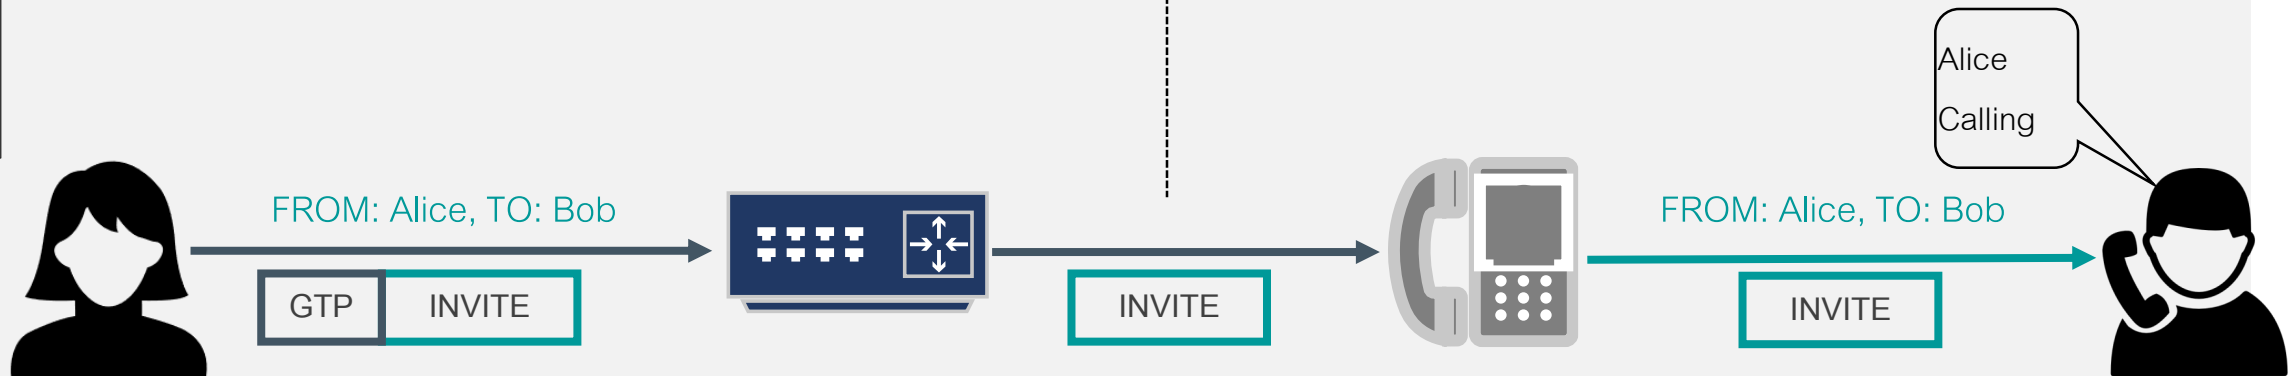 Alice
Calling
FROM: Alice, TO: Bob
FROM: Alice, TO: Bob
GTP
INVITE
INVITE
INVITE